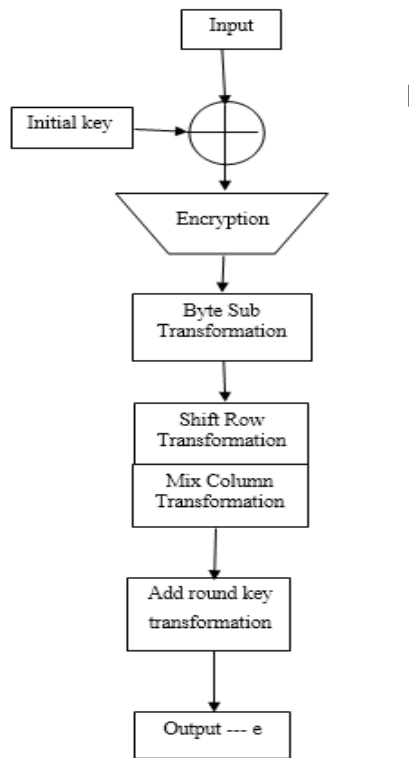 Input
Initial key
Encryption
Byte Sub
Transformation
Shift Row
Transformation
Mix Column
Transformation
Add round key
transformation
Output --- e